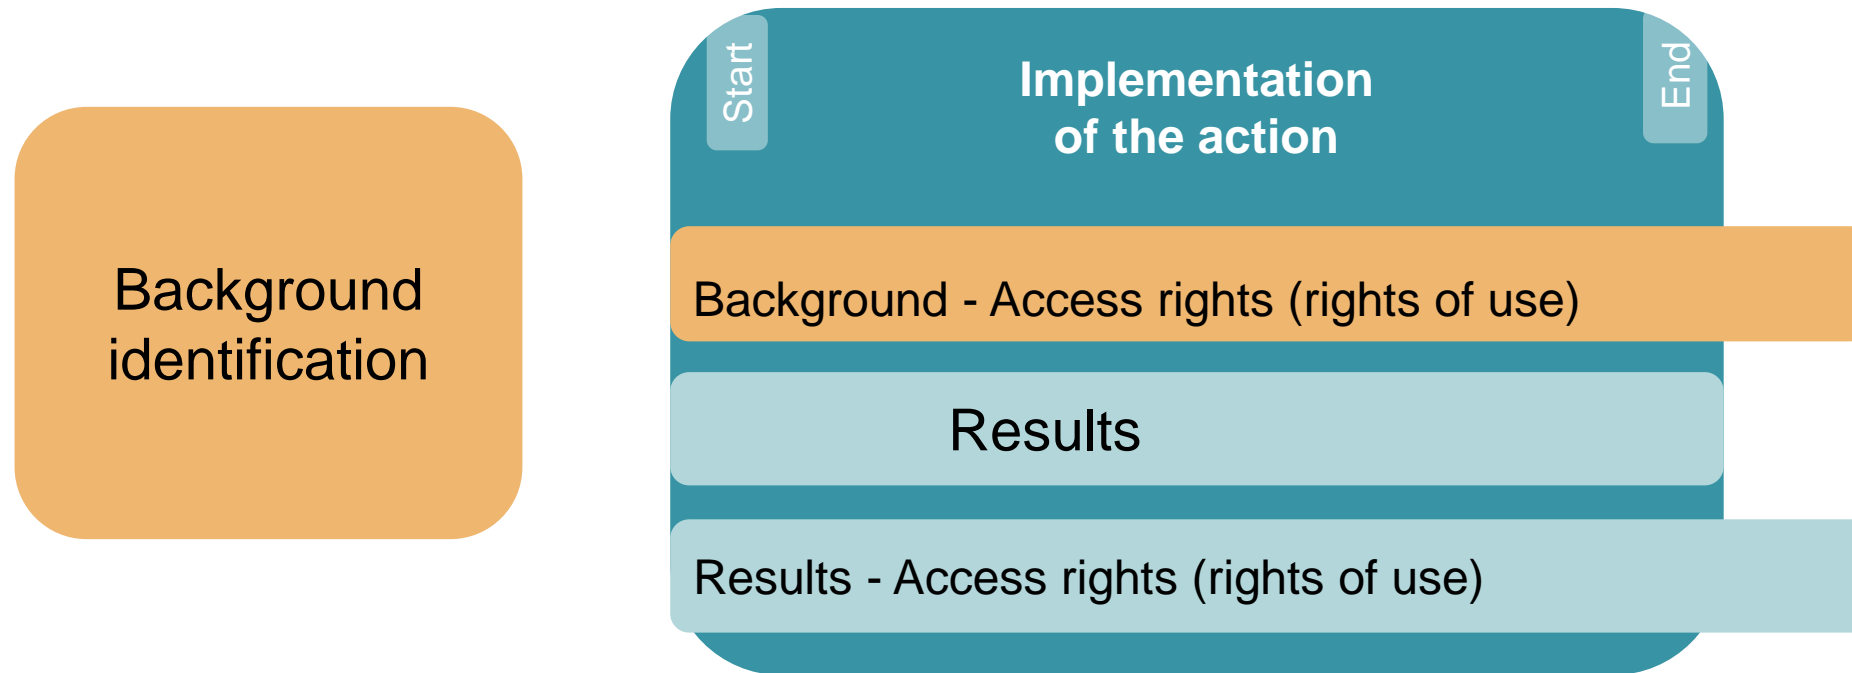 Background
identification
Start
Implementation
of the action
End
Background - Access rights (rights of use)
Results
Results - Access rights (rights of use)